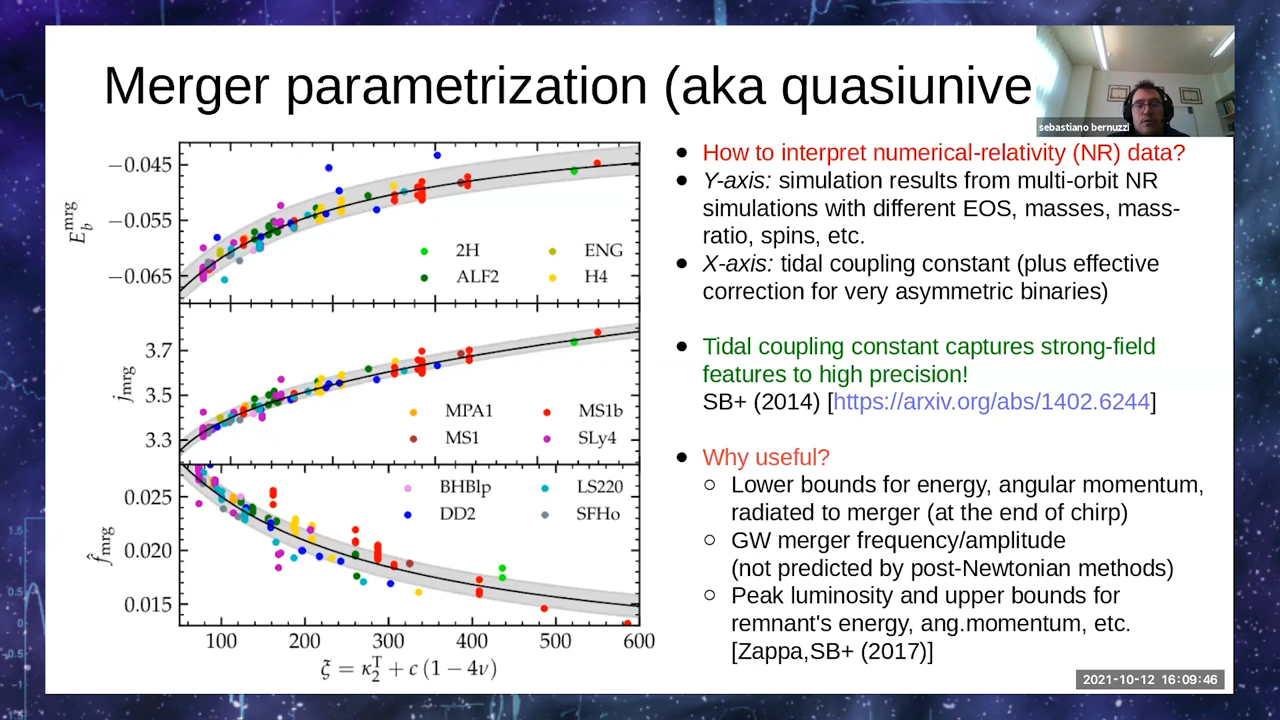 Merger parametrization (aka quasiunive
sebastiano bernuzzi
−0.045
−0.055
−0.065
E_b^mrg
2H
ENG
ALF2
H4
3.7
3.5
3.3
j_mrg
MPA1
MS1b
MS1
SLy4
0.025
0.020
0.015
f̂_mrg
BHBlp
LS220
DD2
SFHo
100 200 300 400 500 600
ξ = κ₂ᵀ + c (1 − 4ν)
● How to interpret numerical-relativity (NR) data?
● Y-axis: simulation results from multi-orbit NR
simulations with different EOS, masses, mass-
ratio, spins, etc.
● X-axis: tidal coupling constant (plus effective
correction for very asymmetric binaries)
● Tidal coupling constant captures strong-field
features to high precision!
SB+ (2014) [https://arxiv.org/abs/1402.6244]
● Why useful?
○ Lower bounds for energy, angular momentum,
radiated to merger (at the end of chirp)
○ GW merger frequency/amplitude
(not predicted by post-Newtonian methods)
○ Peak luminosity and upper bounds for
remnant's energy, ang.momentum, etc.
[Zappa,SB+ (2017)]
2021-10-12 16:09:46